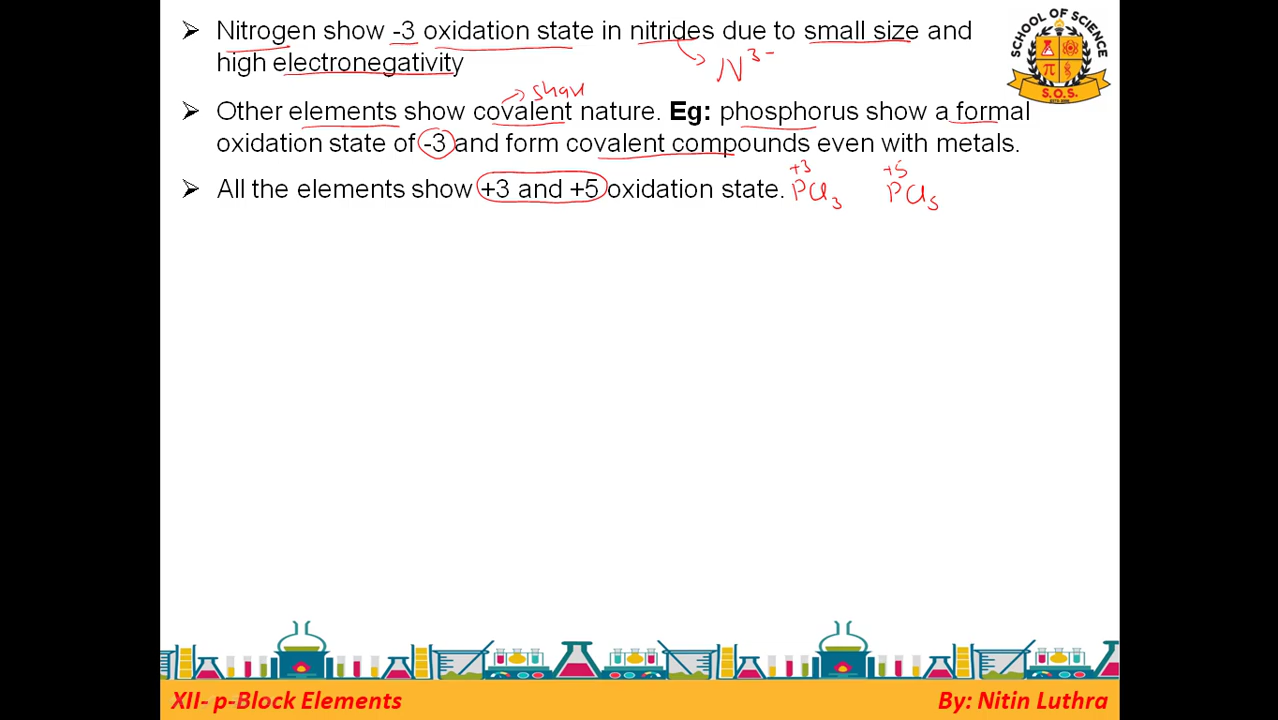 ➢ Nitrogen show -3 oxidation state in nitrides due to small size and
high electronegativity
N³⁻
share
➢ Other elements show covalent nature. Eg: phosphorus show a formal
oxidation state of -3 and form covalent compounds even with metals.
+3 +5
➢ All the elements show +3 and +5 oxidation state. PCl₃ PCl₅
SCHOOL OF SCIENCE
π
S.O.S.
XII- p-Block Elements
By: Nitin Luthra